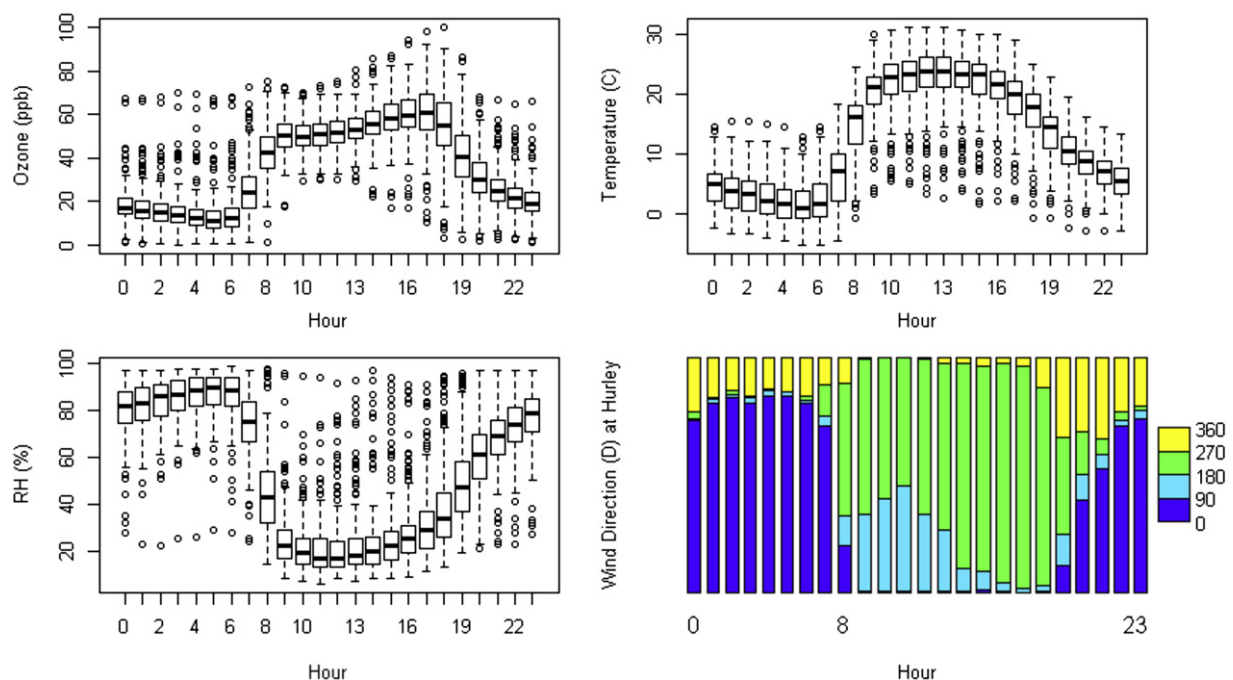 Ozone (ppb)
100
80
60
40
20
0
0 2 4 6 8 10 13 16 19 22
Hour
Temperature (C)
30
20
10
0
0 2 4 6 8 10 13 16 19 22
Hour
RH (%)
100
80
60
40
20
0 2 4 6 8 10 13 16 19 22
Hour
Wind Direction (D) at Hurley
0 8 23
Hour
360
270
180
90
0